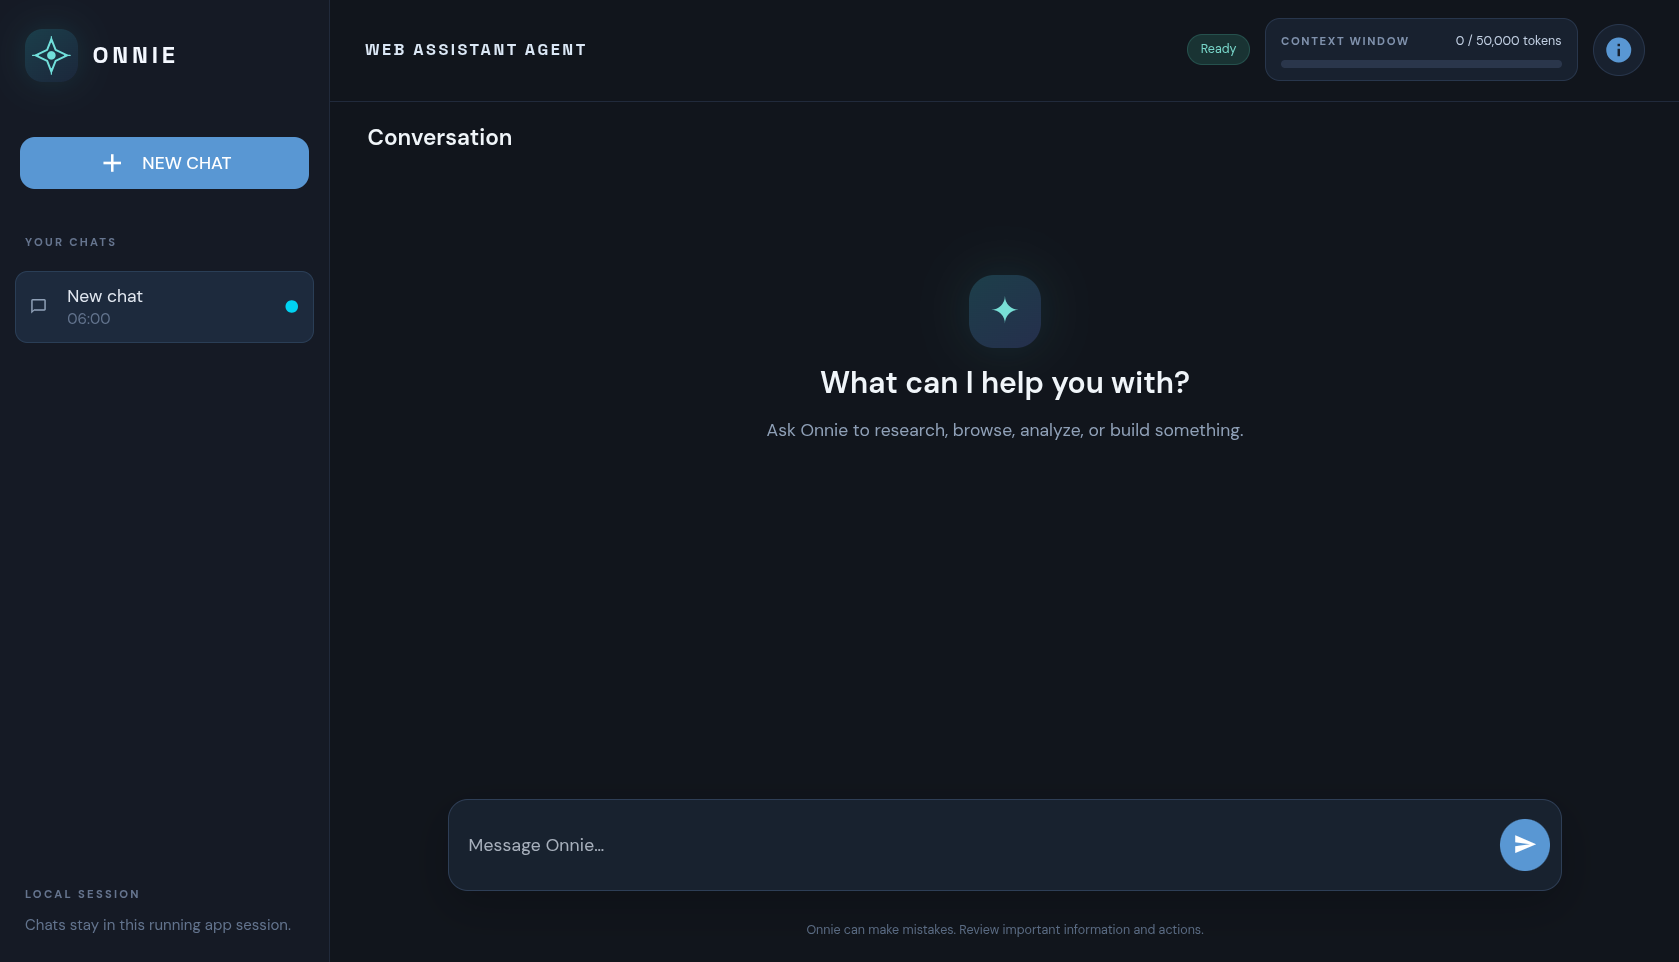 ONNIE
NEW CHAT
YOUR CHATS
New chat
06:00
LOCAL SESSION
Chats stay in this running app session.
WEB ASSISTANT AGENT
Ready
CONTEXT WINDOW 0 / 50,000 tokens
Conversation
What can I help you with?
Ask Onnie to research, browse, analyze, or build something.
Message Onnie...
Onnie can make mistakes. Review important information and actions.